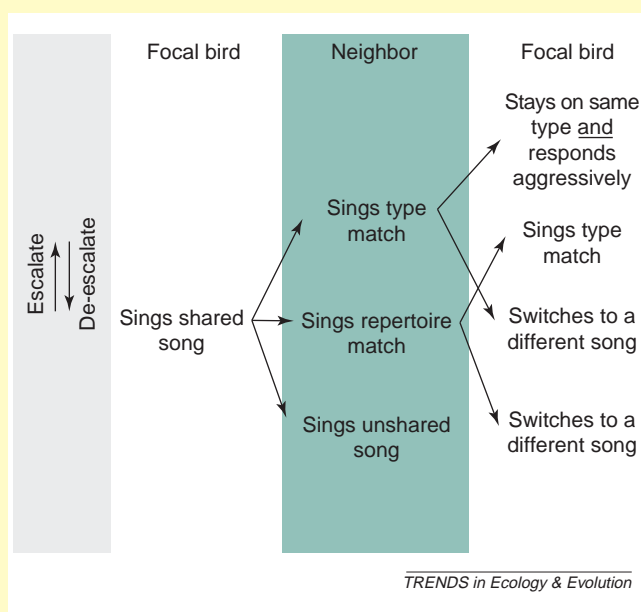 Focal bird
Neighbor
Focal bird
Escalate
De-escalate
Sings shared
song
Sings type
match
Sings repertoire
match
Sings unshared
song
Stays on same
type and
responds
aggressively
Sings type
match
Switches to a
different song
Switches to a
different song
TRENDS in Ecology & Evolution